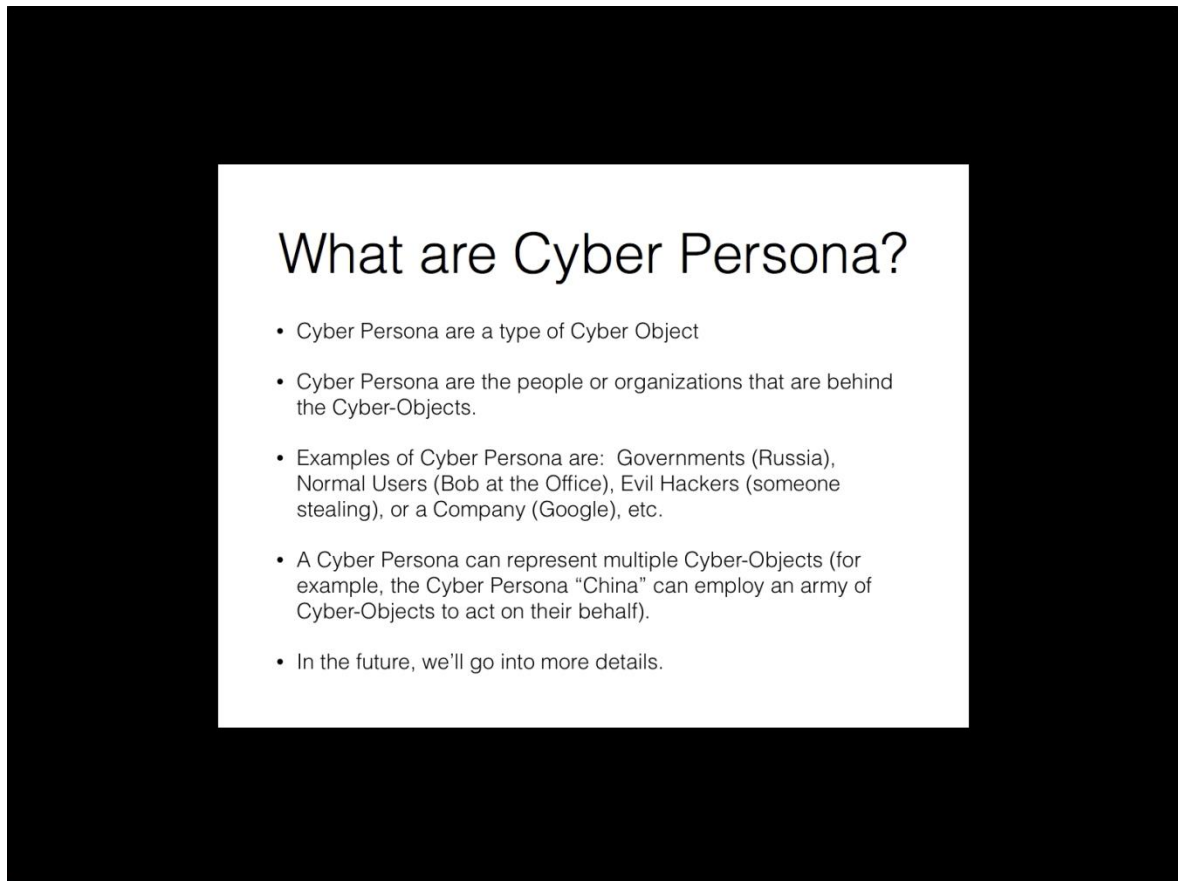 What are Cyber Persona?
• Cyber Persona are a type of Cyber Object
• Cyber Persona are the people or organizations that are behind
the Cyber-Objects.
• Examples of Cyber Persona are:  Governments (Russia),
Normal Users (Bob at the Office), Evil Hackers (someone
stealing), or a Company (Google), etc.
• A Cyber Persona can represent multiple Cyber-Objects (for
example, the Cyber Persona “China” can employ an army of
Cyber-Objects to act on their behalf).
• In the future, we’ll go into more details.